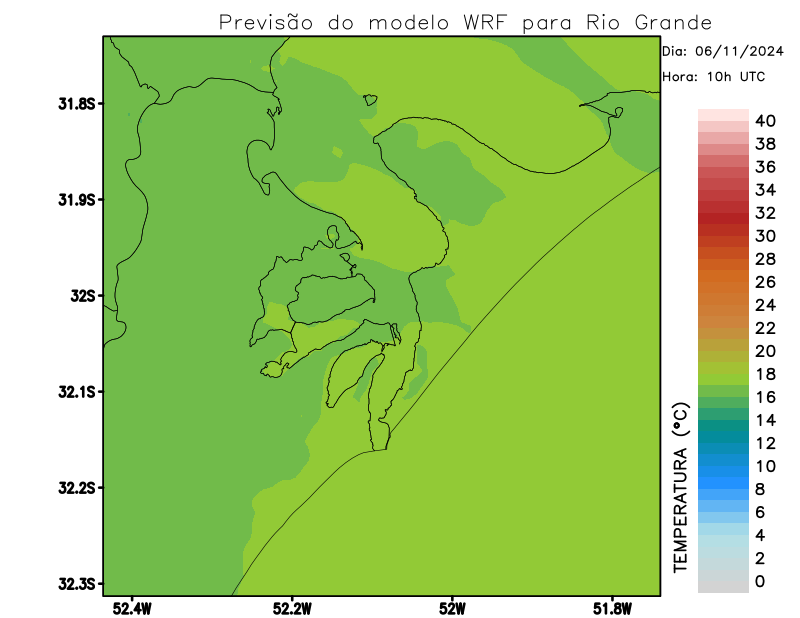 Previsão do modelo WRF para Rio Grande
Dia: 06/11/2024
Hora: 10h UTC
31.8S
31.9S
32S
32.1S
32.2S
32.3S
52.4W
52.2W
52W
51.8W
40
38
36
34
32
30
28
26
24
22
20
18
16
14
12
10
8
6
4
2
0
TEMPERATURA (°C)